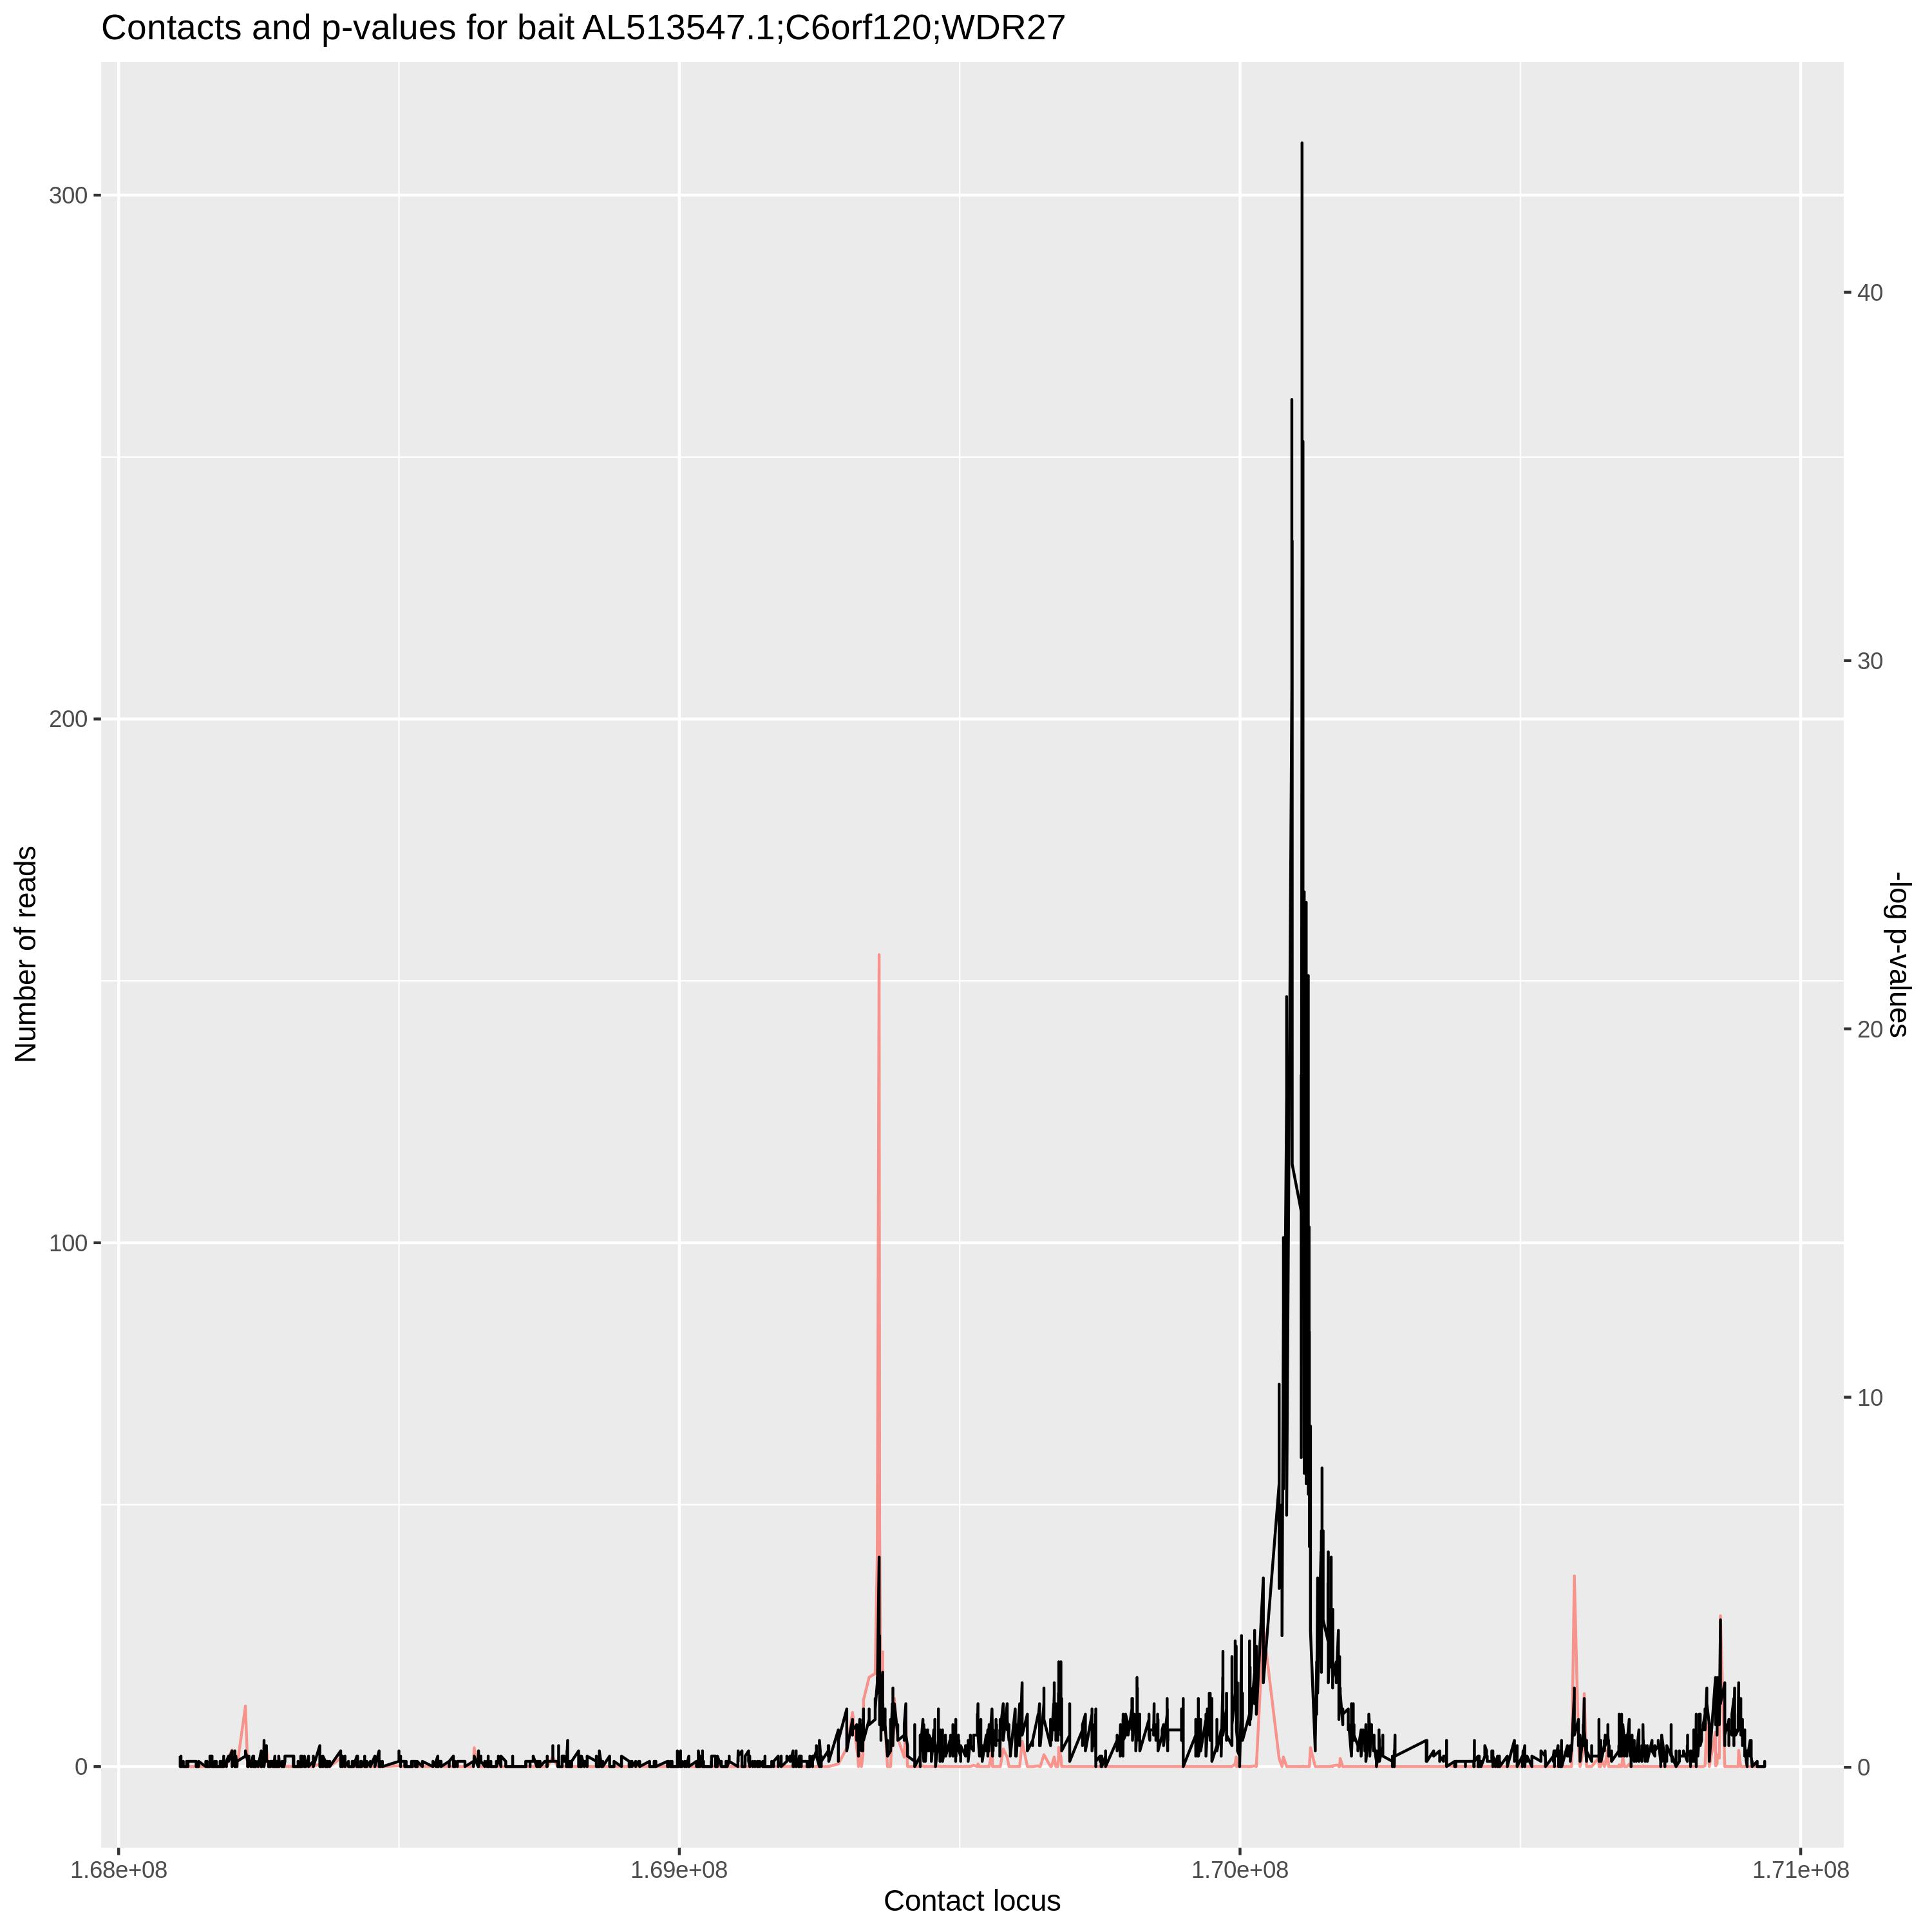 Contacts and p-values for bait AL513547.1;C6orf120;WDR27
300
200
100
0
Number of reads
40
30
20
10
0
-log p-values
1.68e+08
1.69e+08
1.70e+08
1.71e+08
Contact locus